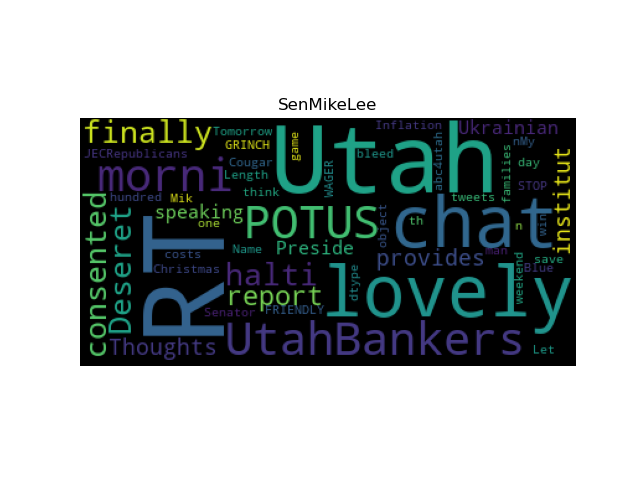 SenMikeLee
finally
Tomorrow
GRINCH
game
Utah
Inflation
Ukrainian
JECRepublicans
morni
Cougar
Length
WAGER
bleed
abc4utah
nMy
day
families
institut
hundred
Mik
think
STOP
tweets
consented
Deseret
speaking
one
RT
POTUS
object
chat
th
n
win
costs
Christmas
Name
Preside
provides
man
save
halti
dtype
lovely
weekend
Blue
report
Senator
FRIENDLY
Thoughts
UtahBankers
Let